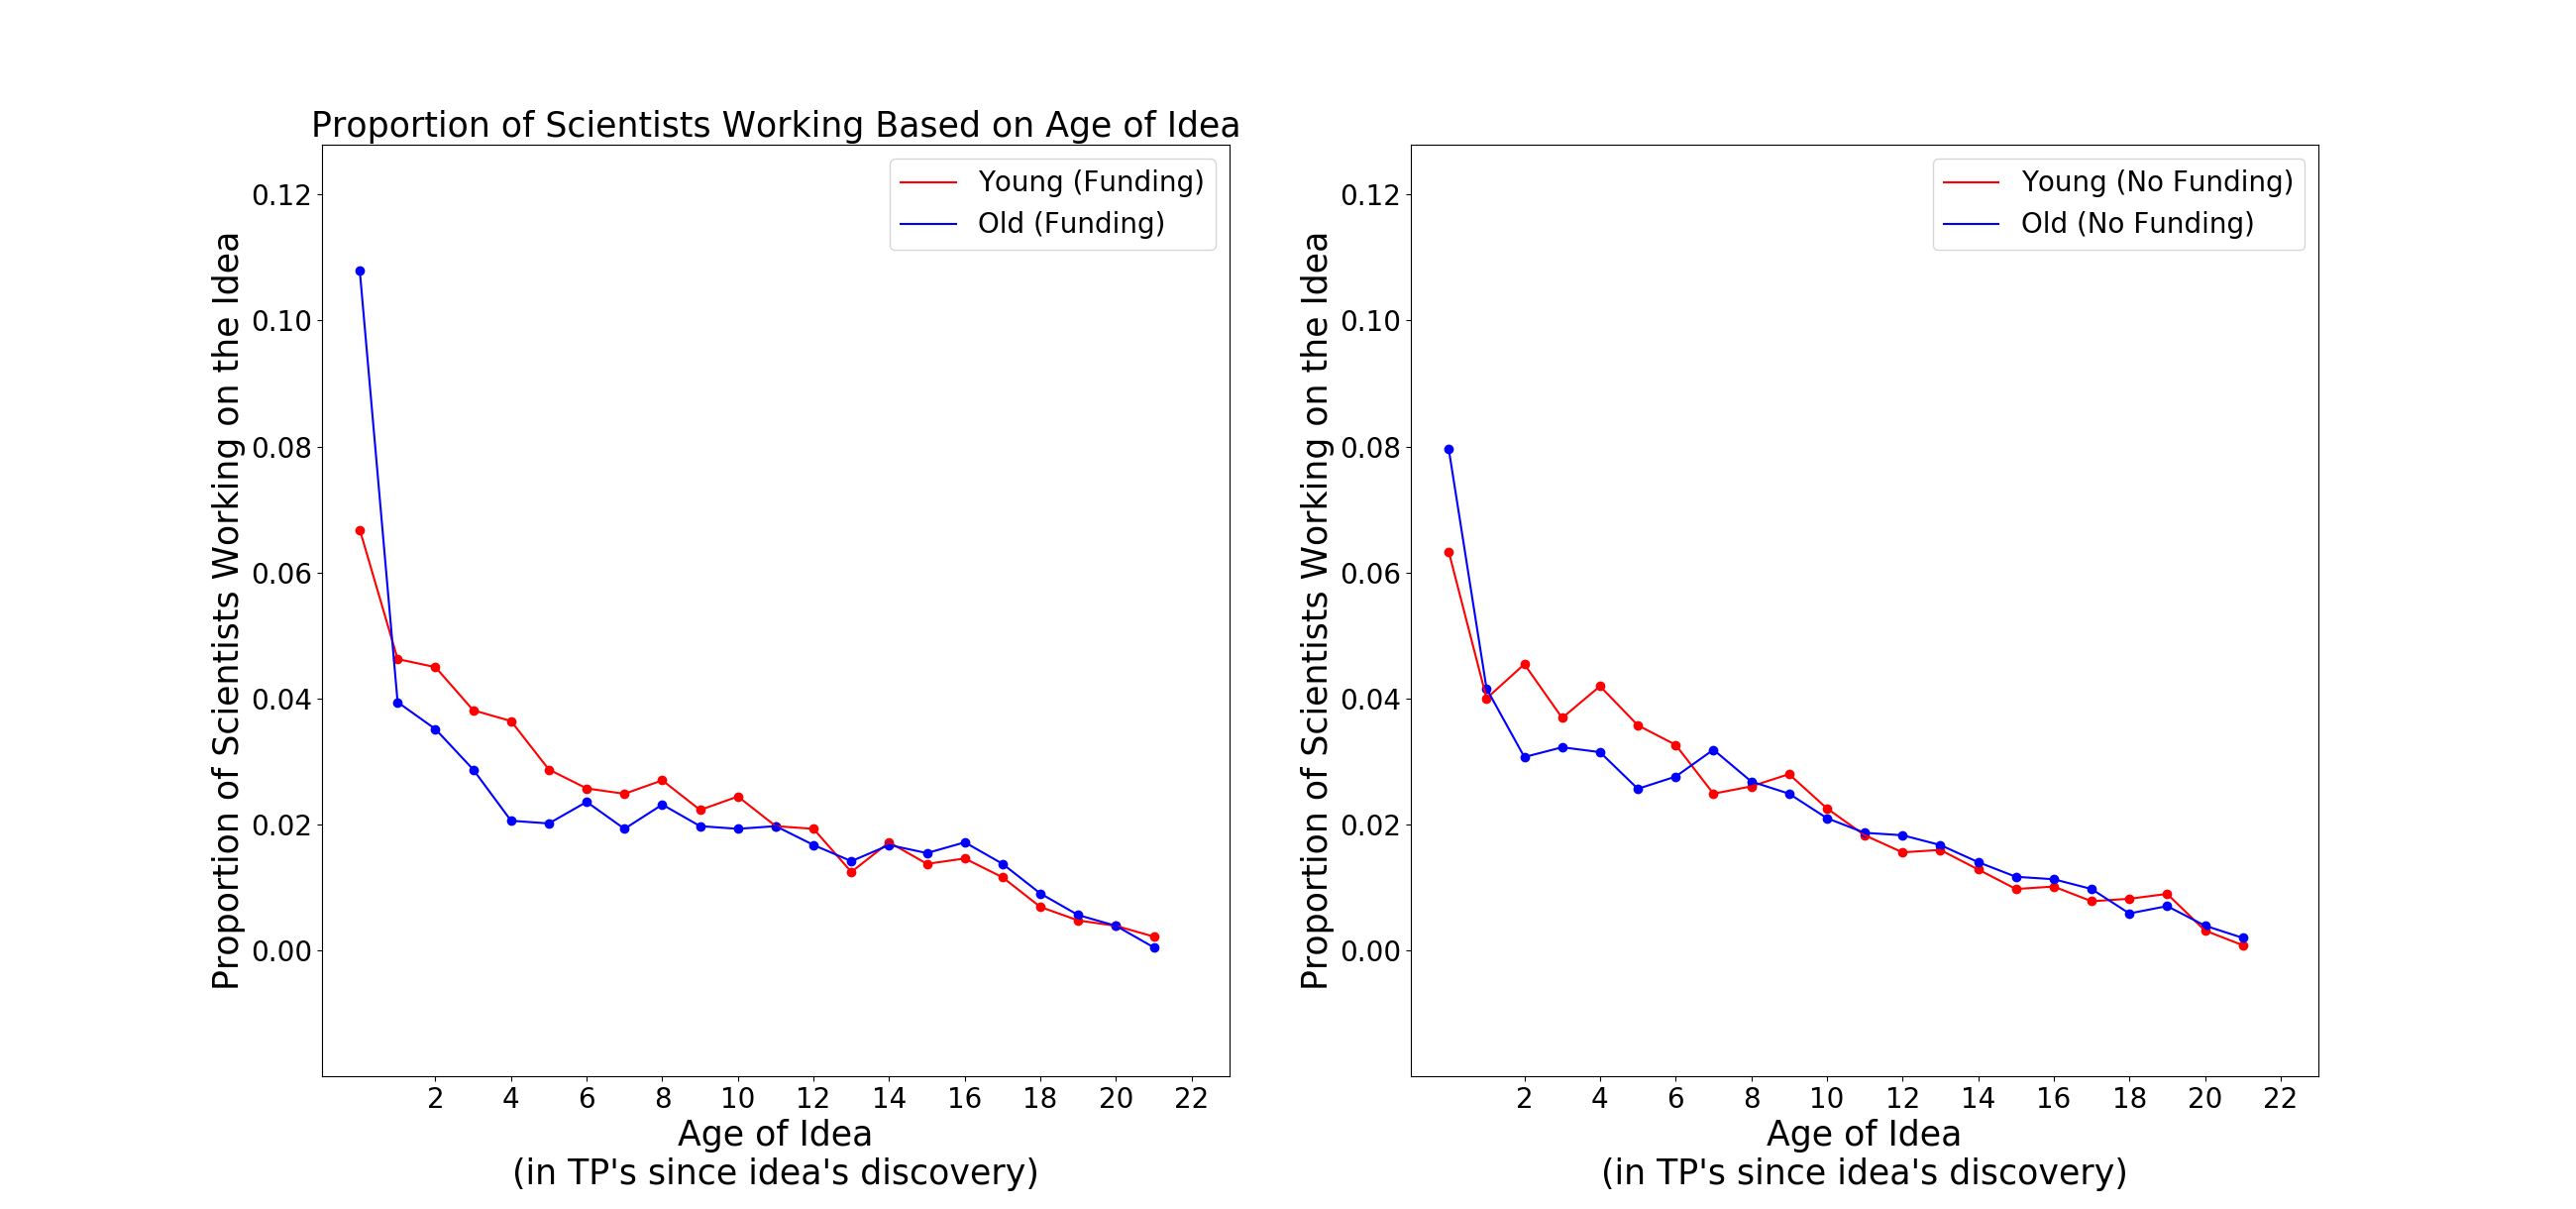 Proportion of Scientists Working Based on Age of Idea
Proportion of Scientists Working on the Idea
0.12
0.10
0.08
0.06
0.04
0.02
0.00
Young (Funding)
Old (Funding)
2 4 6 8 10 12 14 16 18 20 22
Age of Idea
(in TP's since idea's discovery)
Proportion of Scientists Working on the Idea
0.12
0.10
0.08
0.06
0.04
0.02
0.00
Young (No Funding)
Old (No Funding)
2 4 6 8 10 12 14 16 18 20 22
Age of Idea
(in TP's since idea's discovery)